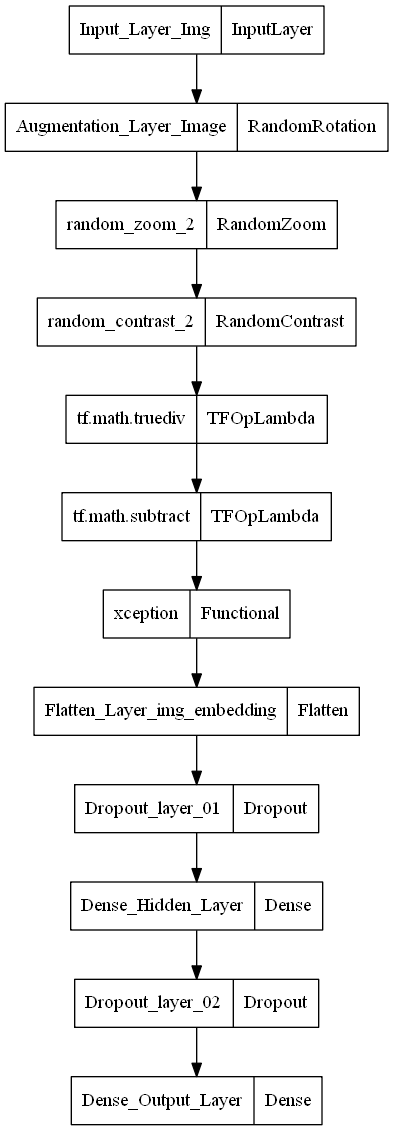 Input_Layer_Img InputLayer
Augmentation_Layer_Image RandomRotation
random_zoom_2 RandomZoom
random_contrast_2 RandomContrast
tf.math.truediv TFOpLambda
tf.math.subtract TFOpLambda
xception Functional
Flatten_Layer_img_embedding Flatten
Dropout_layer_01 Dropout
Dense_Hidden_Layer Dense
Dropout_layer_02 Dropout
Dense_Output_Layer Dense